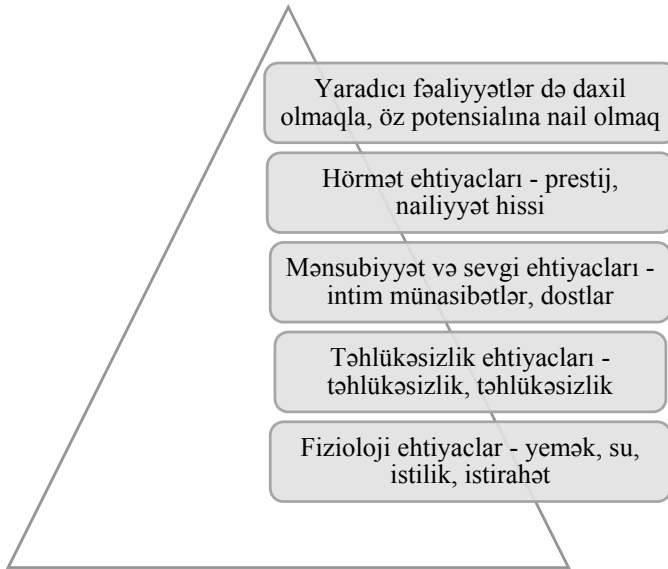 Yaradıcı fəaliyyətlər də daxil
olmaqla, öz potensialına nail olmaq
Hörmət ehtiyacları - prestij,
nailiyyət hissi
Mənsubiyyət və sevgi ehtiyacları -
intim münasibətlər, dostlar
Təhlükəsizlik ehtiyacları -
təhlükəsizlik, təhlükəsizlik
Fizioloji ehtiyaclar - yemək, su,
istilik, istirahət